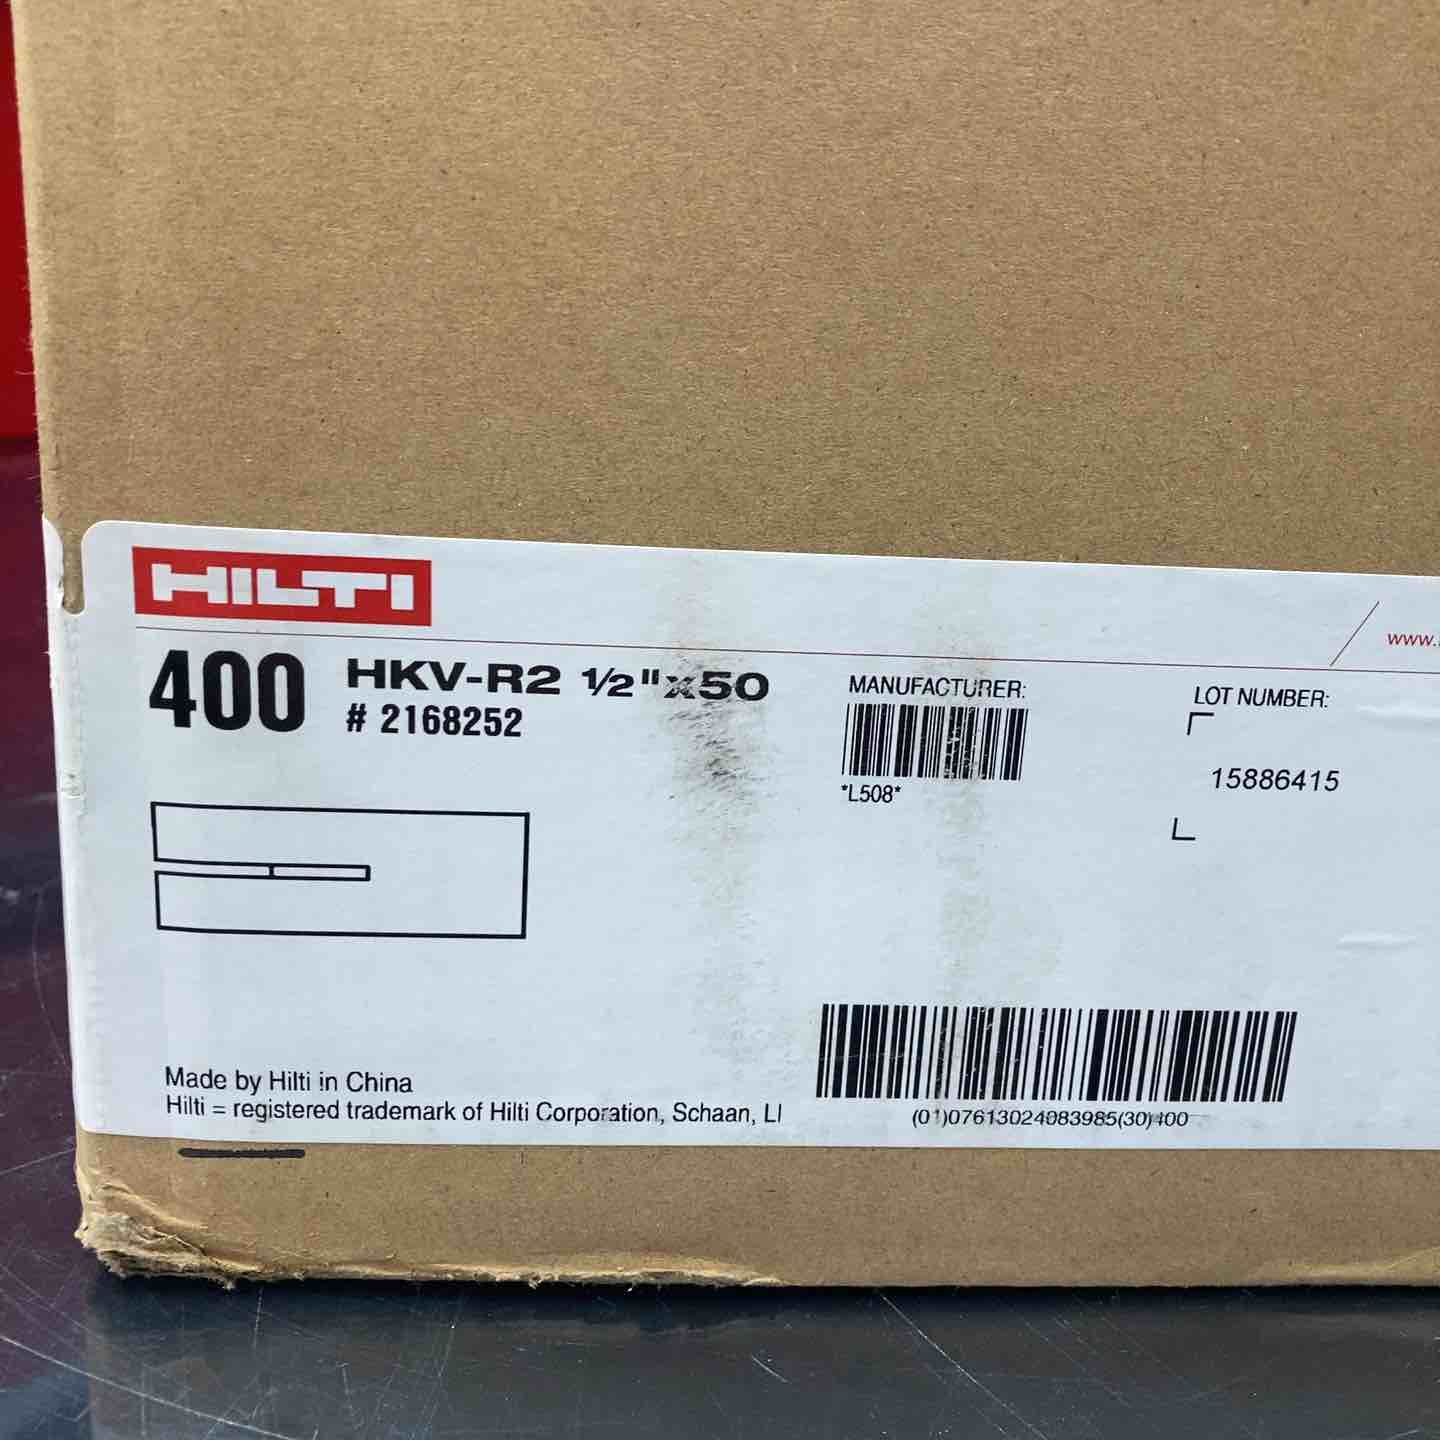 HILTI
400
HKV-R2 ½"x50
# 2168252
MANUFACTURER:
*L508*
LOT NUMBER:
15886415
www.
Made by Hilti in China
Hilti = registered trademark of Hilti Corporation, Schaan, LI
(01)07613024083985(30)400